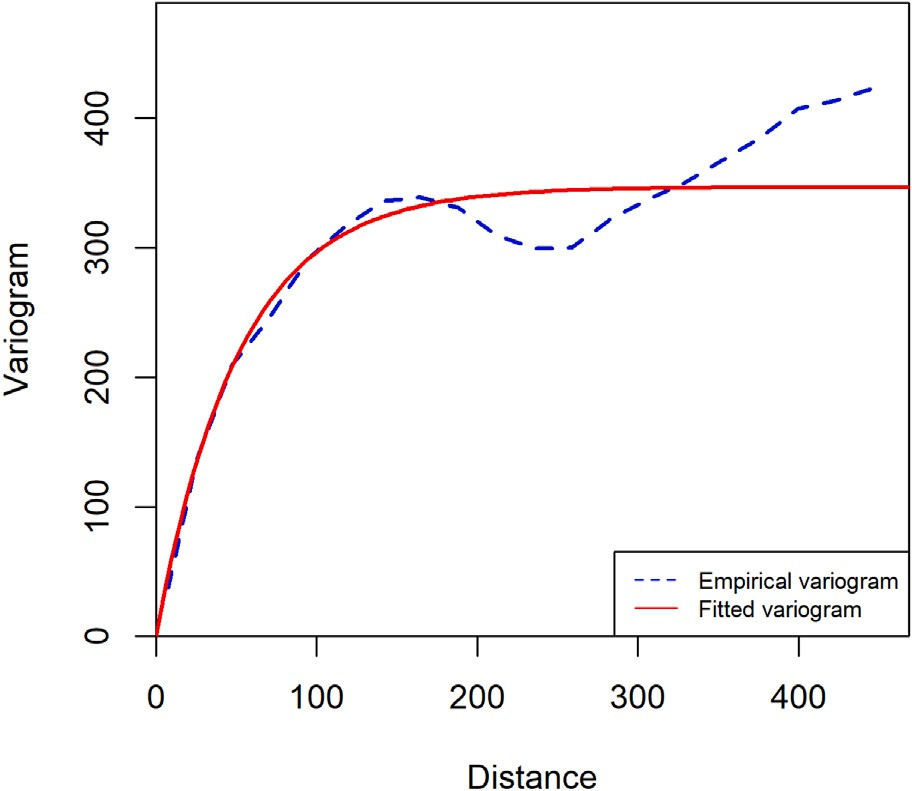 Variogram
400
300
200
100
0
0 100 200 300 400
Distance
Empirical variogram
Fitted variogram